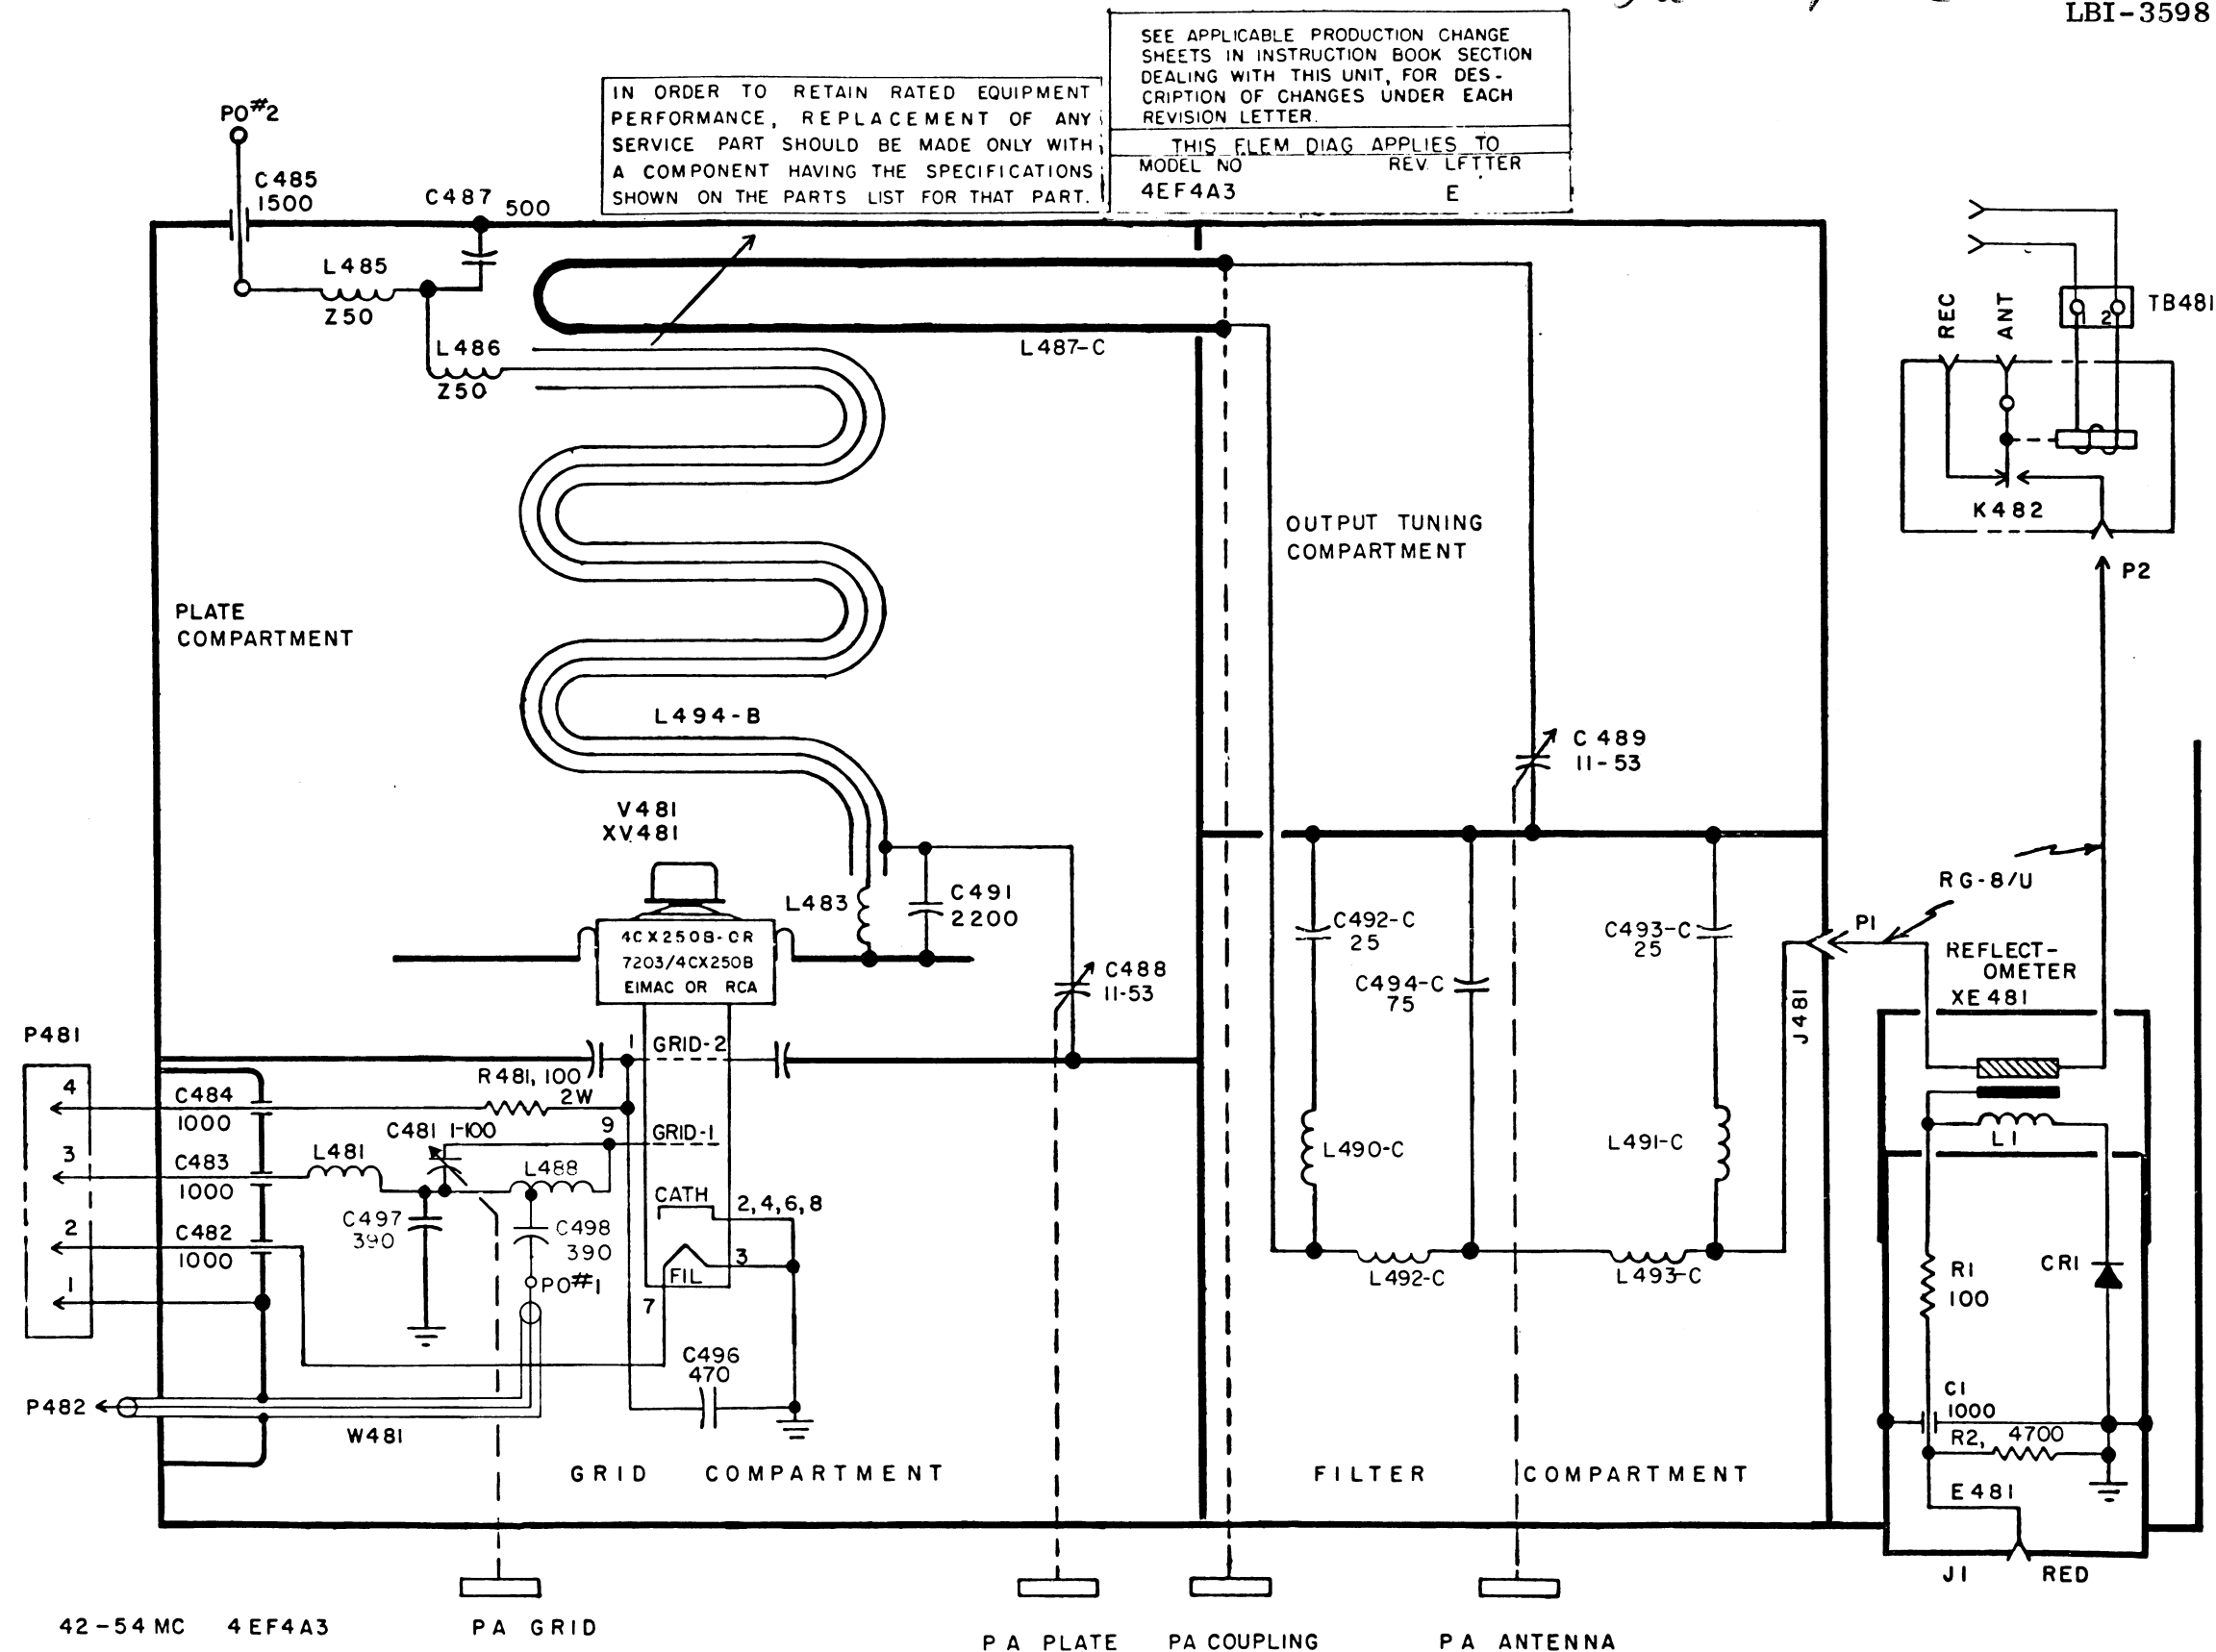 LBI-3598
SEE APPLICABLE PRODUCTION CHANGE
SHEETS IN INSTRUCTION BOOK SECTION
DEALING WITH THIS UNIT, FOR DES-
CRIPTION OF CHANGES UNDER EACH
REVISION LETTER.
THIS ELEM DIAG APPLIES TO
MODEL NO REV. LETTER
4EF4A3 E
IN ORDER TO RETAIN RATED EQUIPMENT
PERFORMANCE, REPLACEMENT OF ANY
SERVICE PART SHOULD BE MADE ONLY WITH
A COMPONENT HAVING THE SPECIFICATIONS
SHOWN ON THE PARTS LIST FOR THAT PART.
PO#2
C485
1500
C487 500
L485
Z50
L486
Z50
L487-C
REC
ANT
1 2
TB481
K482
P2
OUTPUT TUNING
COMPARTMENT
PLATE
COMPARTMENT
L494-B
C 489
11-53
V481
XV481
4CX250B-CR
7203/4CX250B
EIMAC OR RCA
L483
C491
2200
C488
11-53
C492-C
25
C494-C
75
C493-C
25
RG-8/U
P1
J481
REFLECT-
OMETER
XE481
L1
P481
4
3
2
1
C484
1000
C483
1000
C482
1000
R481, 100
2W
1
GRID-2
C481 1-100
9
GRID-1
L481
L488
C497
390
C498
390
PO#1
CATH
2,4,6,8
3
FIL
7
C496
470
P482
W481
L490-C
L491-C
L492-C
L493-C
R1
100
CR1
C1
1000
R2, 4700
E481
J1 RED
GRID COMPARTMENT
FILTER COMPARTMENT
42-54 MC 4EF4A3
PA GRID
PA PLATE
PA COUPLING
PA ANTENNA